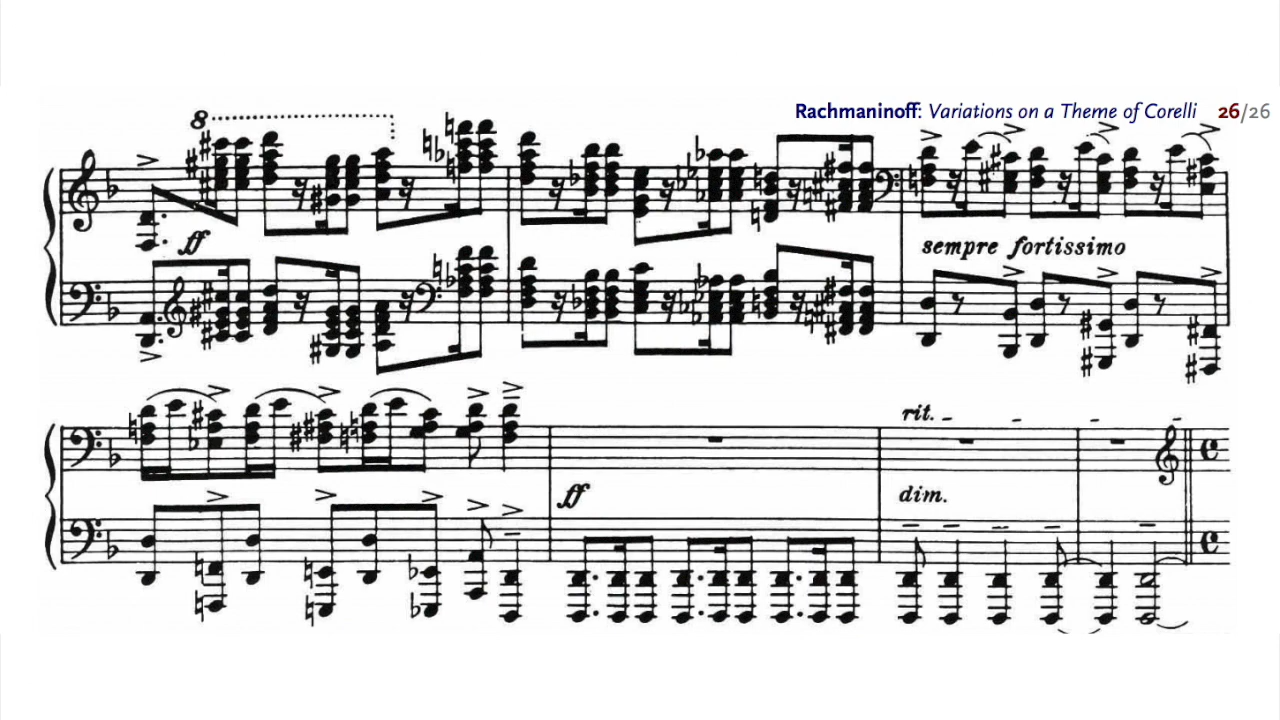 8
Rachmaninoff: Variations on a Theme of Corelli 26/26
ff
sempre fortissimo
rit.
ff
dim.